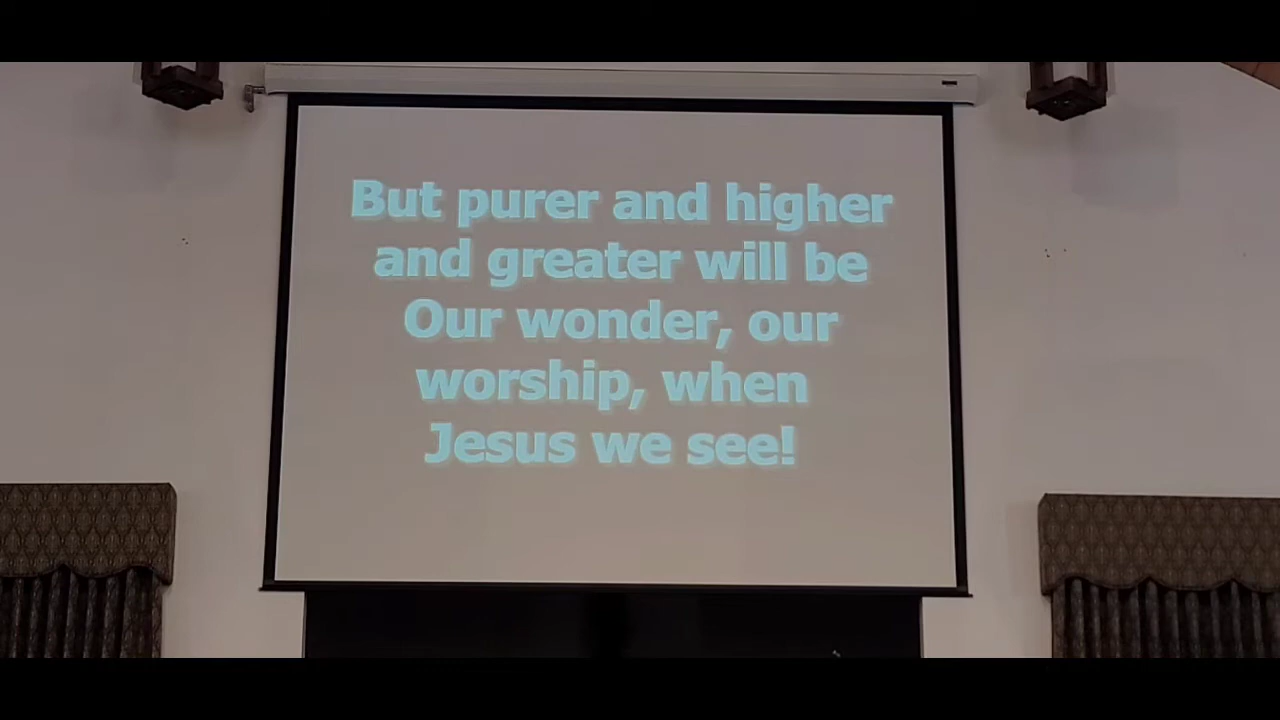 But purer and higher
and greater will be
Our wonder, our
worship, when
Jesus we see!